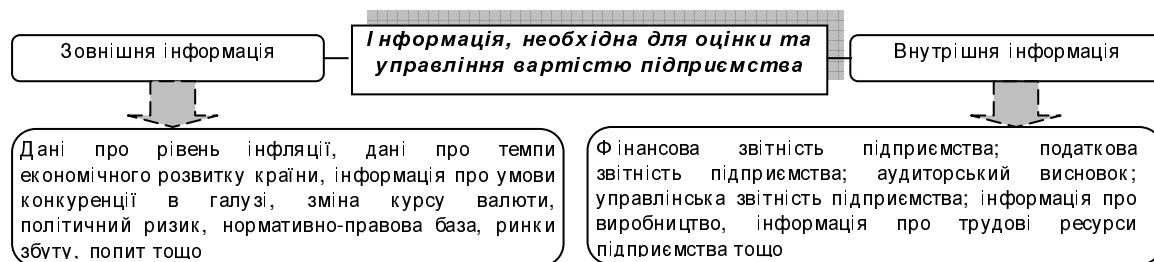 Зовнішня інформація
Інформація, необхідна для оцінки та
управління вартістю підприємства
Внутрішня інформація
Дані про рівень інфляції, дані про темпи
економічного розвитку країни, інформація про умови
конкуренції в галузі, зміна курсу валюти,
політичний ризик, нормативно-правова база, ринки
збуту, попит тощо
Фінансова звітність підприємства; податкова
звітність підприємства; аудиторський висновок;
управлінська звітність підприємства; інформація про
виробництво, інформація про трудові ресурси
підприємства тощо